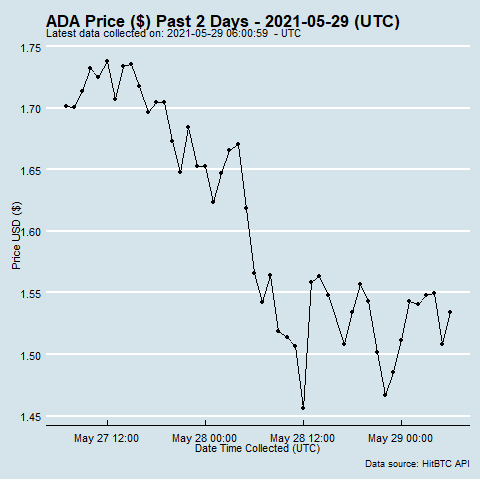 ADA Price ($) Past 2 Days - 2021-05-29 (UTC)
Latest data collected on: 2021-05-29 06:00:59 - UTC
1.75
1.70
1.65
1.60
1.55
1.50
1.45
Price USD ($)
May 27 12:00
May 28 00:00
May 28 12:00
May 29 00:00
Date Time Collected (UTC)
Data source: HitBTC API